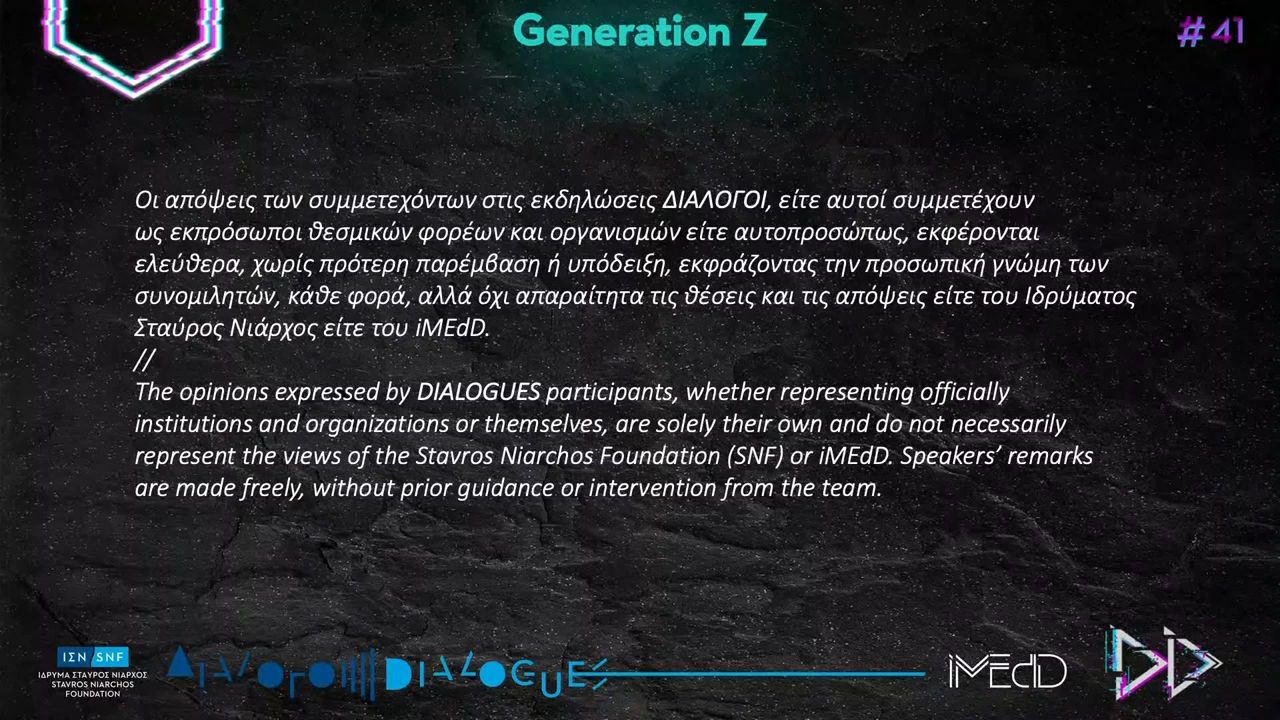 Generation Z
# 41
Οι απόψεις των συμμετεχόντων στις εκδηλώσεις ΔΙΑΛΟΓΟΙ, είτε αυτοί συμμετέχουν
ως εκπρόσωποι θεσμικών φορέων και οργανισμών είτε αυτοπροσώπως, εκφέρονται
ελεύθερα, χωρίς πρότερη παρέμβαση ή υπόδειξη, εκφράζοντας την προσωπική γνώμη των
συνομιλητών, κάθε φορά, αλλά όχι απαραίτητα τις θέσεις και τις απόψεις είτε του Ιδρύματος
Σταύρος Νιάρχος είτε του iMEdD.
//
The opinions expressed by DIALOGUES participants, whether representing officially
institutions and organizations or themselves, are solely their own and do not necessarily
represent the views of the Stavros Niarchos Foundation (SNF) or iMEdD. Speakers’ remarks
are made freely, without prior guidance or intervention from the team.
ΙΣΝ/SNF
ΙΔΡΥΜΑ ΣΤΑΥΡΟΣ ΝΙΑΡΧΟΣ
STAVROS NIARCHOS
FOUNDATION
ΔΙΑΛΟΓΟΙ DIALOGUES
iMEdD